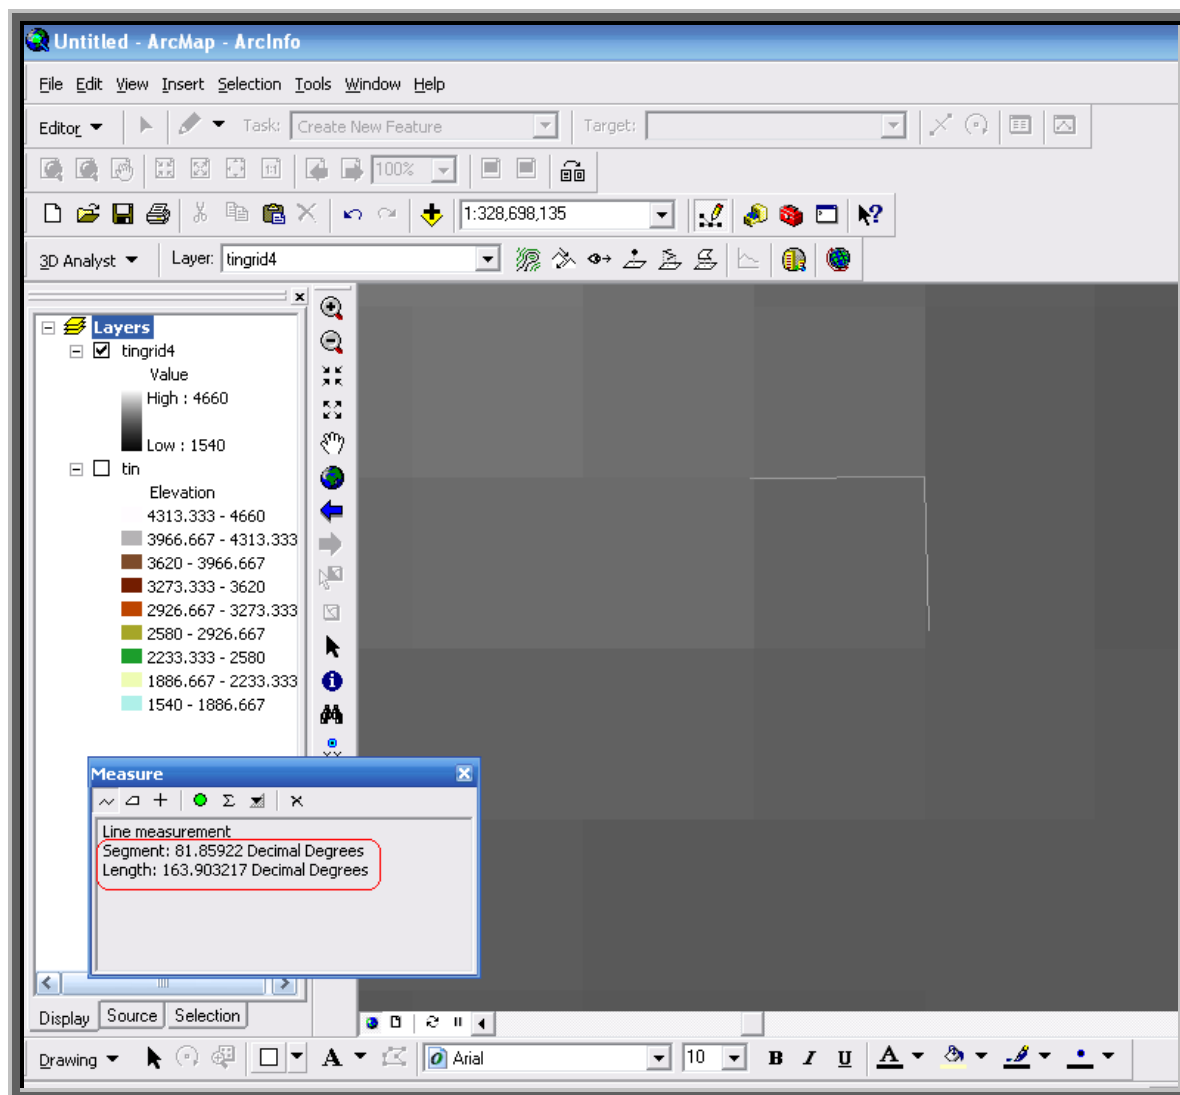 Untitled - ArcMap - ArcInfo
File Edit View Insert Selection Tools Window Help
Editor Task: Create New Feature Target:
1:1 100%
1:328,698,135
3D Analyst Layer: tingrid4
Layers
tingrid4
Value
High : 4660
Low : 1540
tin
Elevation
4313.333 - 4660
3966.667 - 4313.333
3620 - 3966.667
3273.333 - 3620
2926.667 - 3273.333
2580 - 2926.667
2233.333 - 2580
1886.667 - 2233.333
1540 - 1886.667
Measure
Line measurement
Segment: 81.85922 Decimal Degrees
Length: 163.903217 Decimal Degrees
Display Source Selection
Drawing A Arial 10 B I U A